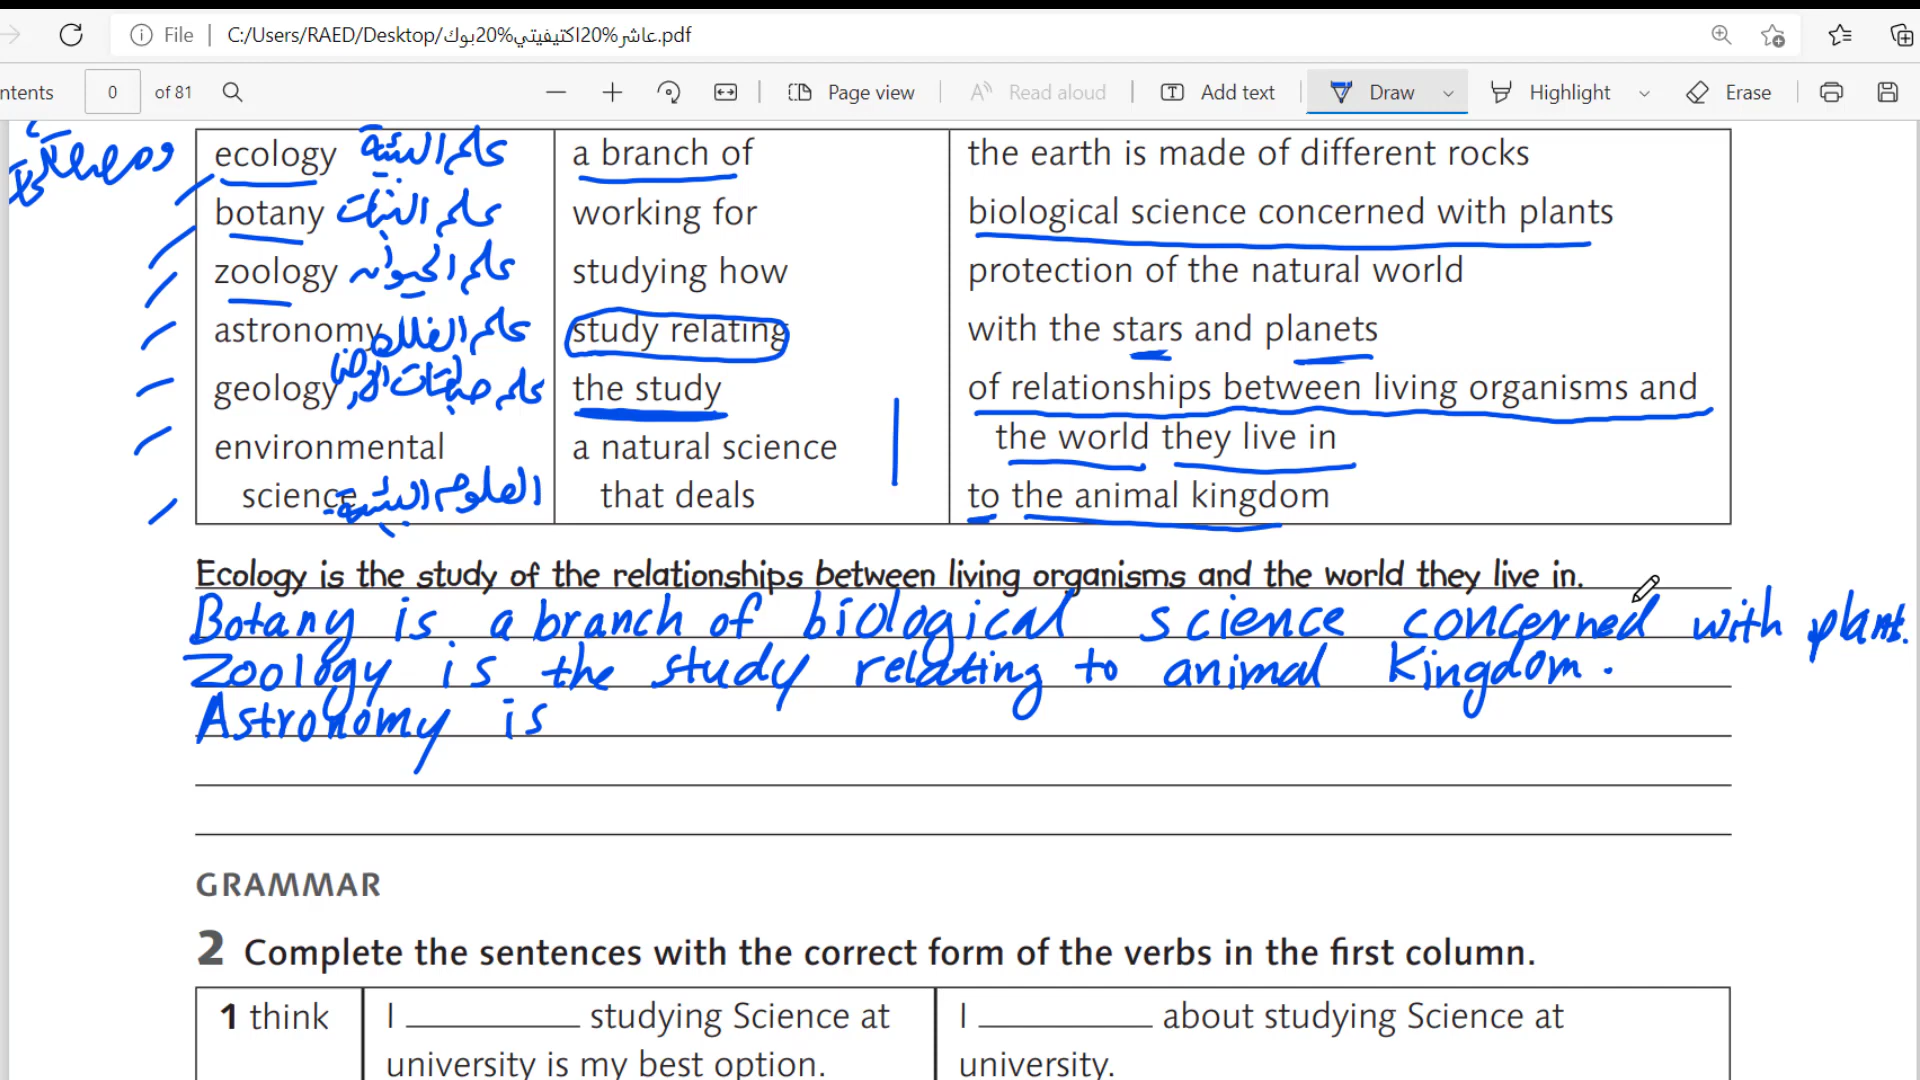 File | C:/Users/RAED/Desktop/عاشر%20اكتيفيتي%20بوك.pdf
ntents 0 of 81 Page view Read aloud Add text Draw Highlight Erase
ecology علم البيئة a branch of the earth is made of different rocks
botany علم النبات working for biological science concerned with plants
zoology علم الحيوان studying how protection of the natural world
astronomy علم الفلك study relating with the stars and planets
geology علم طبقات الأرض the study of relationships between living organisms and
environmental a natural science the world they live in
science العلوم البيئية that deals to the animal kingdom
Ecology is the study of the relationships between living organisms and the world they live in.
Botany is a branch of biological science concerned with plant.
Zoology is the study relating to animal Kingdom.
Astronomy is
GRAMMAR
2 Complete the sentences with the correct form of the verbs in the first column.
1 think I ____ studying Science at I ____ about studying Science at
university is my best option. university.